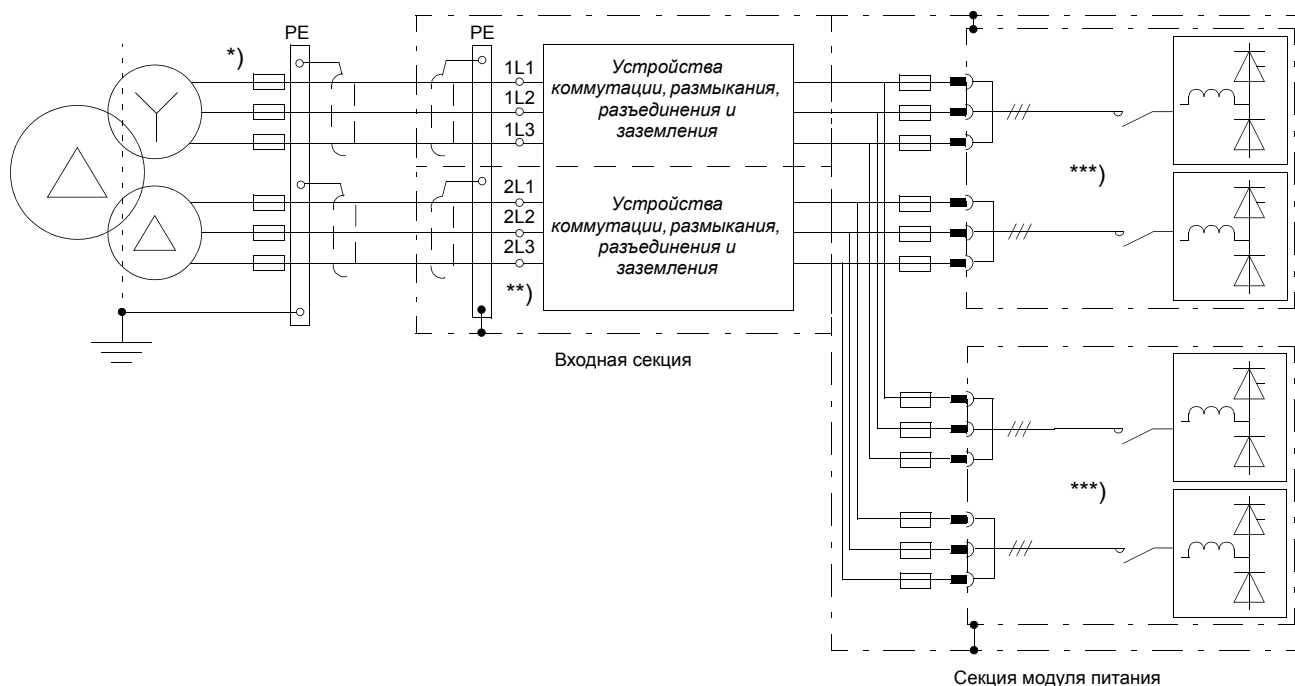 PE
PE
*)
1L1
1L2
1L3
Устройства
коммутации, размыкания,
разъединения и
заземления
***)
2L1
2L2
2L3
Устройства
коммутации, размыкания,
разъединения и
заземления
**)
Входная секция
***)
Секция модуля питания